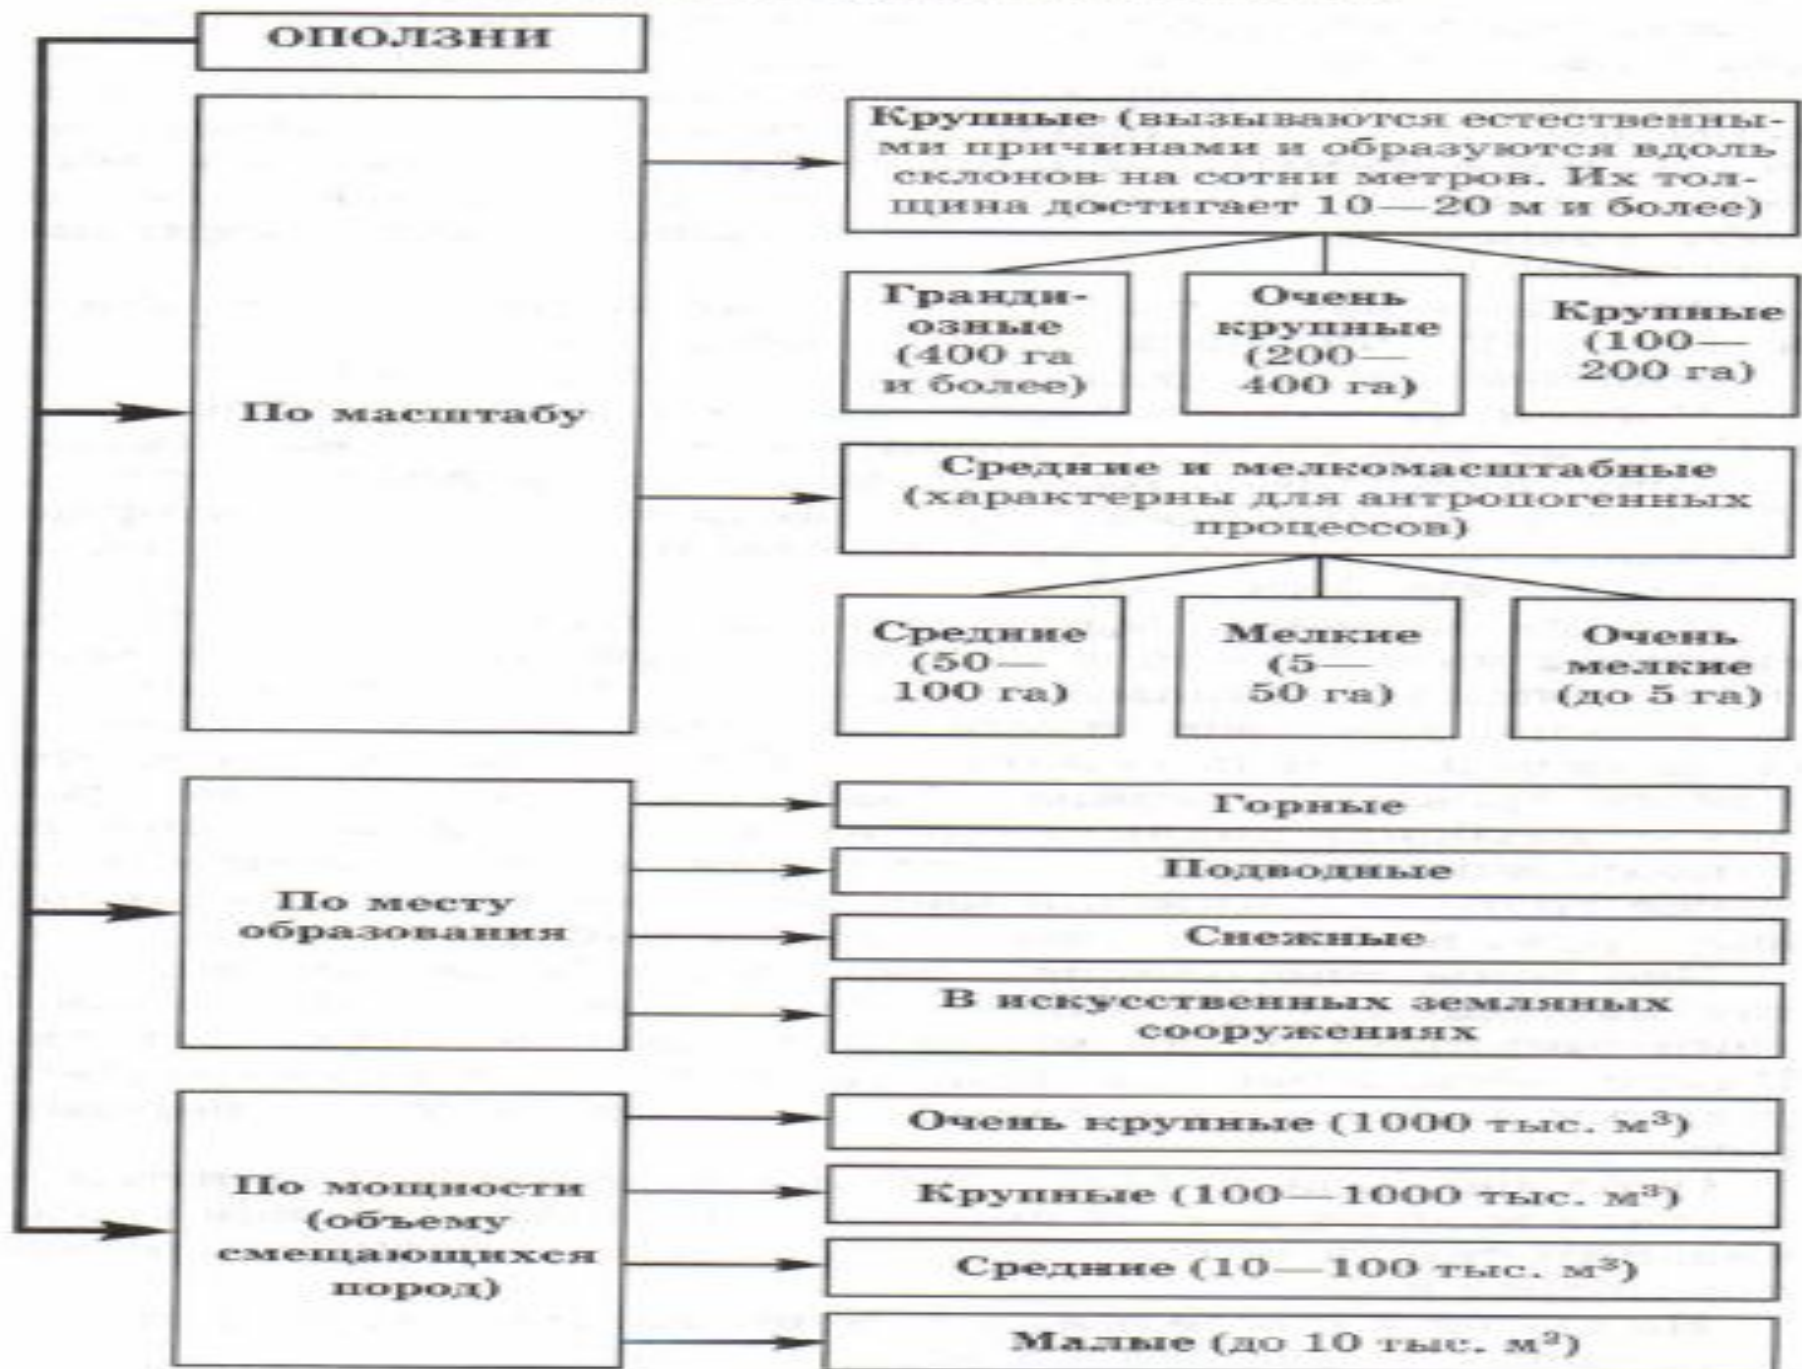 ОПОЛЗНИ
По масштабу
Крупные (вызываются естественны-
ми причинами и образуются вдоль
склонов на сотни метров. Их тол-
щина достигает 10—20 м и более)
Гранди-
озные
(400 га
и более)
Очень
крупные
(200—
400 га)
Крупные
(100—
200 га)
Средние и мелкомасштабные
(характерны для антропогенных
процессов)
Средние
(50—
100 га)
Мелкие
(5—
50 га)
Очень
мелкие
(до 5 га)
По месту
образования
Горные
Подводные
Снежные
В искусственных земляных
сооружениях
По мощности
(объему
смещающихся
пород)
Очень крупные (1000 тыс. м³)
Крупные (100—1000 тыс. м³)
Средние (10—100 тыс. м³)
Малые (до 10 тыс. м³)